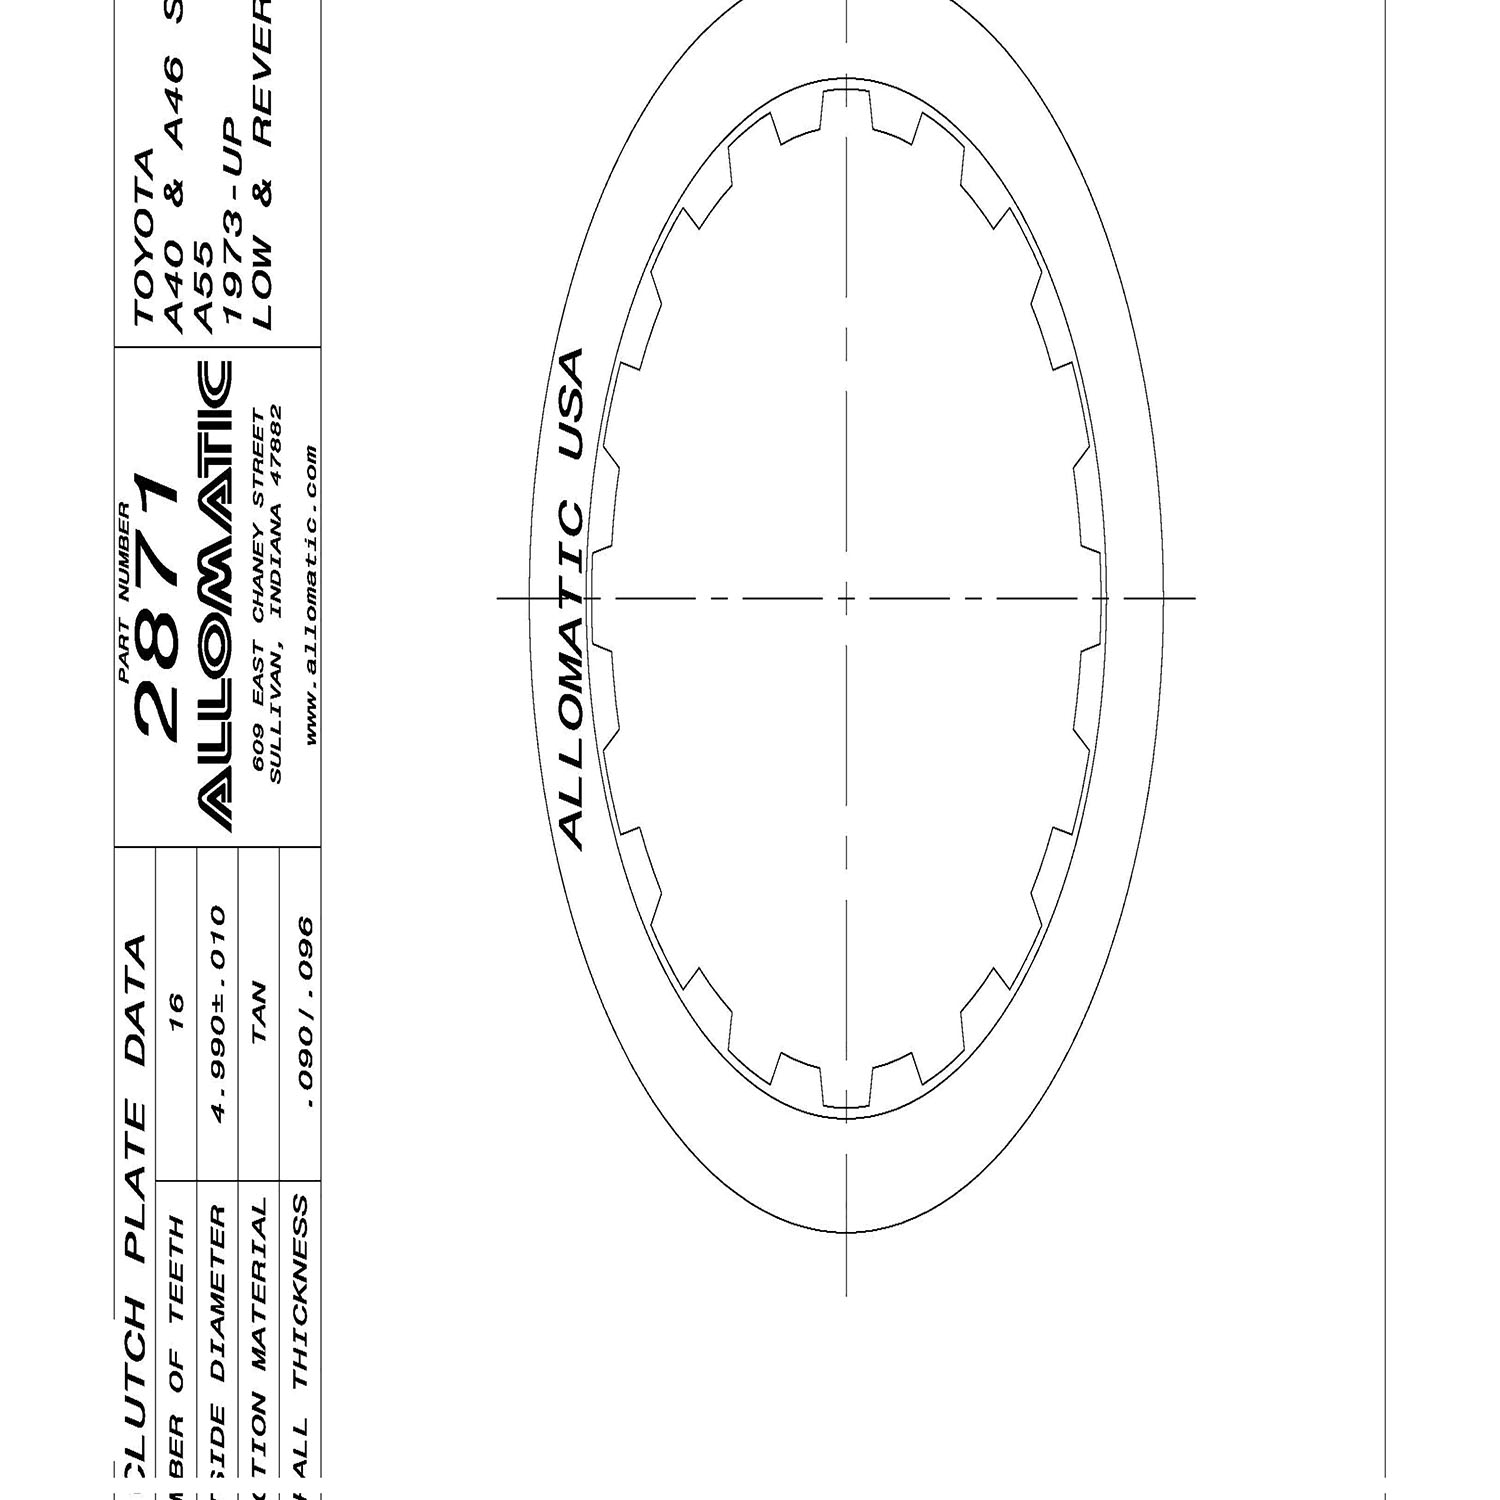 TOYOTA
A40 & A46 S
A55
1973-UP
LOW & REVER
PART NUMBER
2871
ALLOMATIC
609 EAST CHANEY STREET
SULLIVAN, INDIANA 47882
www.allomatic.com
CLUTCH PLATE DATA
MBER OF TEETH 16
SIDE DIAMETER 4.990±.010
TION MATERIAL TAN
ALL THICKNESS .090/.096
ALLOMATIC USA